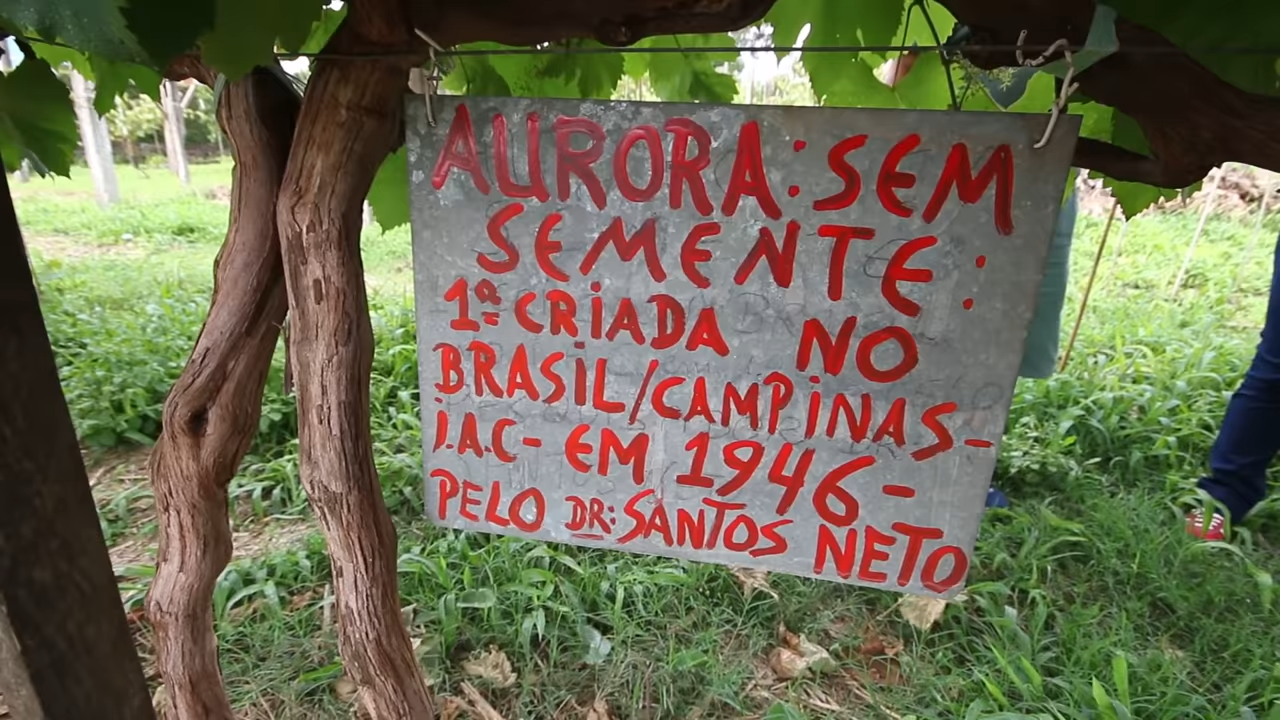 AURORA: SEM
SEMENTE:
1ª CRIADA NO
BRASIL/CAMPINAS-
I.A.C- EM 1946-
PELO DR: SANTOS NETO